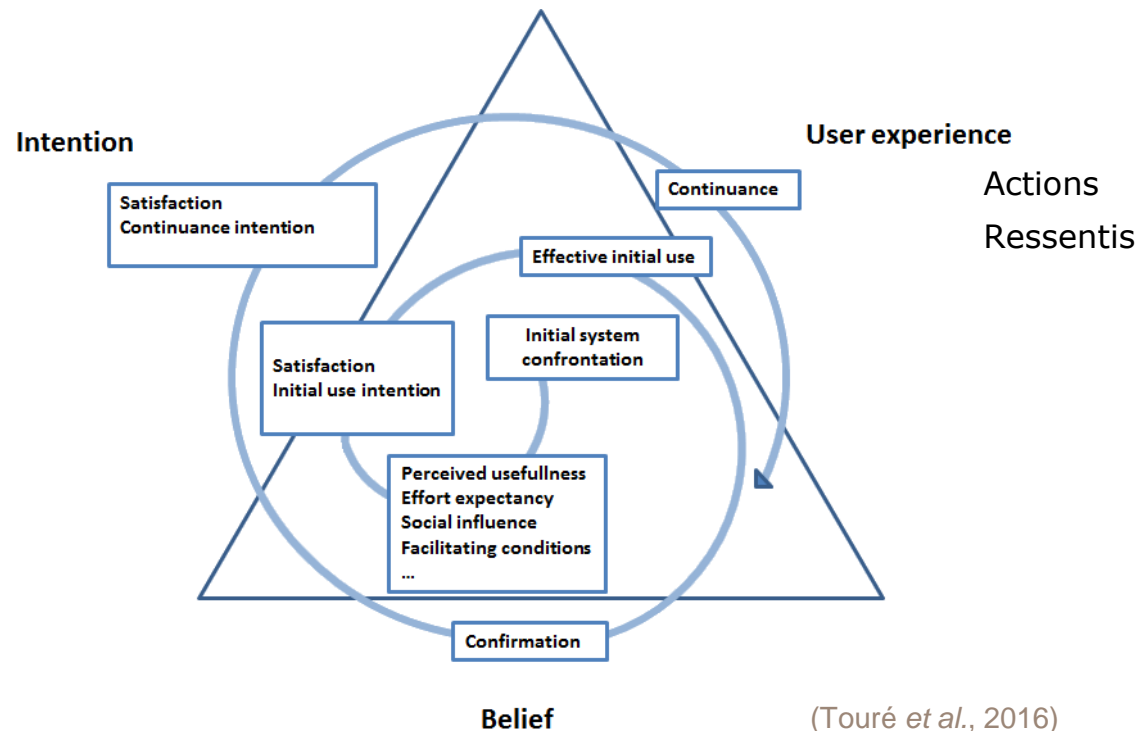 Intention
User experience
Actions
Ressentis
Continuance
Satisfaction
Continuance intention
Effective initial use
Initial system
confrontation
Satisfaction
Initial use intention
Perceived usefullness
Effort expectancy
Social influence
Facilitating conditions
...
Confirmation
Belief
(Touré et al., 2016)